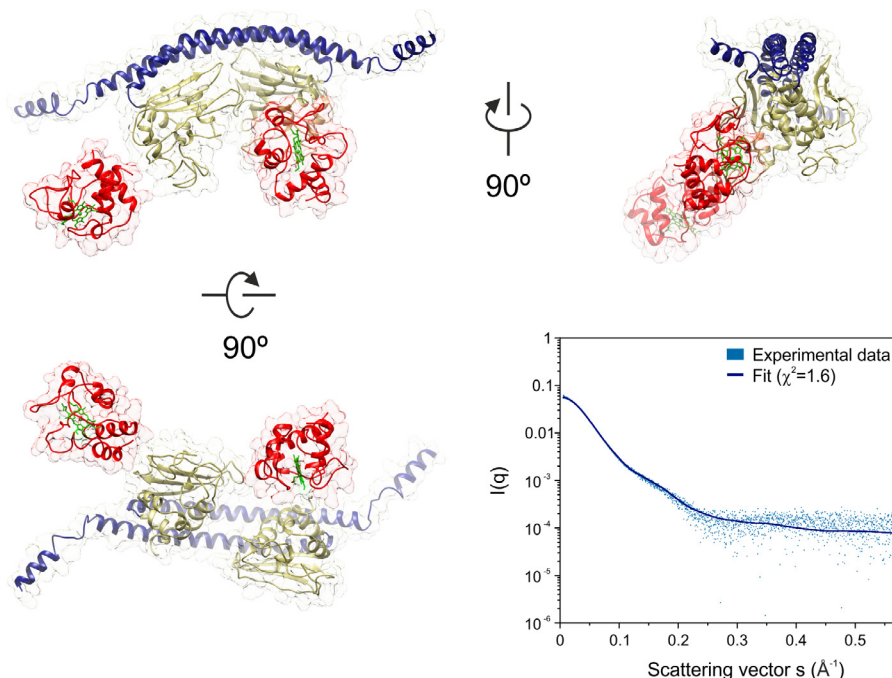 90º
90º
1
0.1
0.01
10⁻³
10⁻⁴
10⁻⁵
10⁻⁶
I(q)
Experimental data
Fit (χ²=1.6)
0
0.1
0.2
0.3
0.4
0.5
Scattering vector s (Å⁻¹)